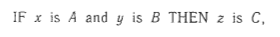 IF x is A and y is B THEN z is C,